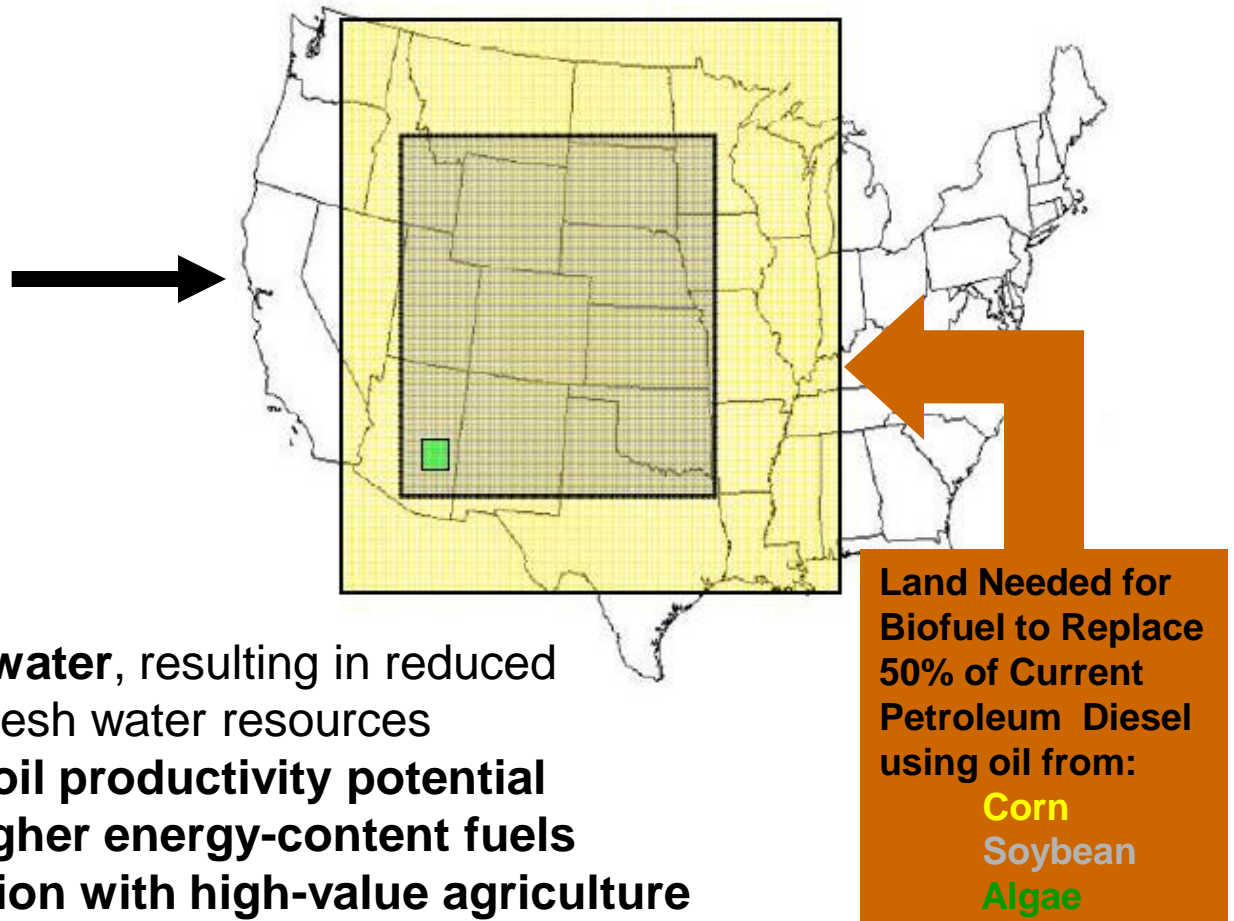 water, resulting in reduced
esh water resources
oil productivity potential
gher energy-content fuels
ion with high-value agriculture
Land Needed for
Biofuel to Replace
50% of Current
Petroleum Diesel
using oil from:
Corn
Soybean
Algae